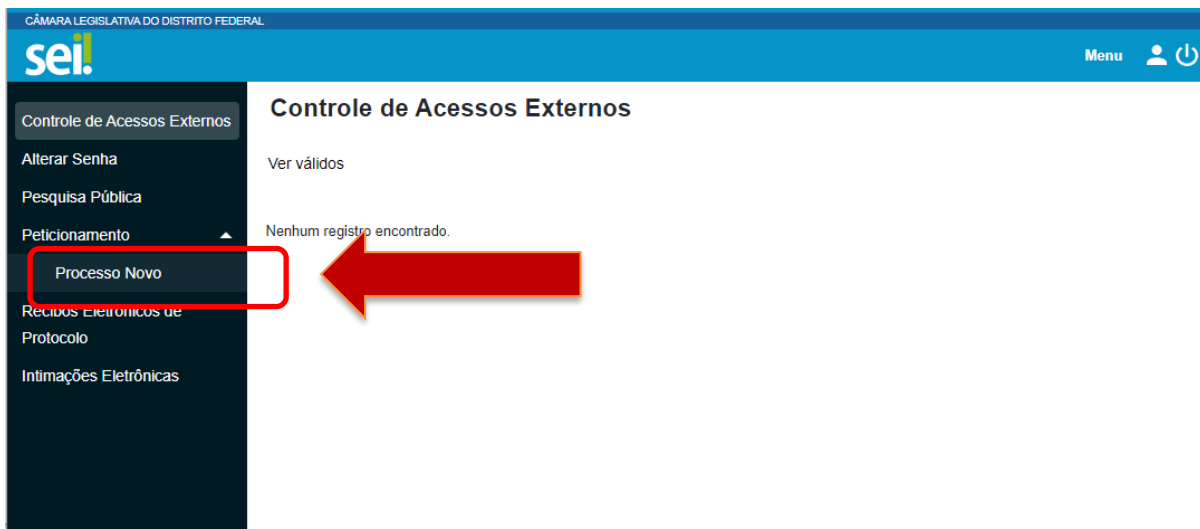 CÂMARA LEGISLATIVA DO DISTRITO FEDERAL
sei!
Menu
Controle de Acessos Externos
Alterar Senha
Pesquisa Pública
Peticionamento
Processo Novo
Recibos Eletrônicos de
Protocolo
Intimações Eletrônicas
Controle de Acessos Externos
Ver válidos
Nenhum registro encontrado.